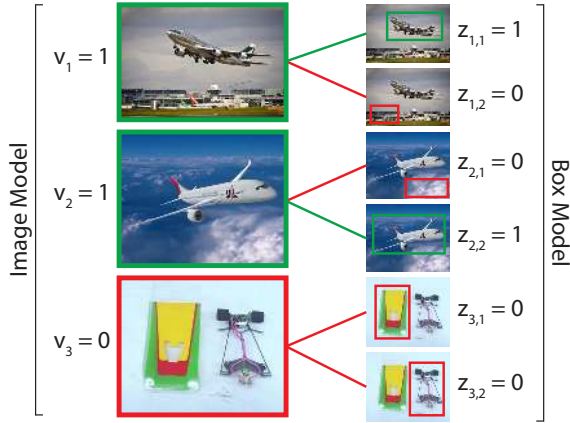 Image Model
v1 = 1
v2 = 1
v3 = 0
z1,1 = 1
z1,2 = 0
z2,1 = 0
z2,2 = 1
z3,1 = 0
z3,2 = 0
Box Model